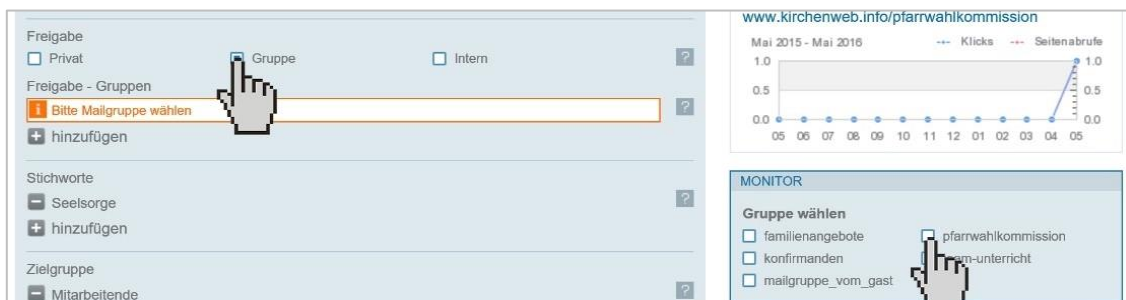 Freigabe
Privat
Gruppe
Intern
?
Freigabe - Gruppen
i Bitte Mailgruppe wählen
?
+ hinzufügen
Stichworte
Seelsorge
?
+ hinzufügen
Zielgruppe
Mitarbeitende
?
www.kirchenweb.info/pfarrwahlkommission
Mai 2015 - Mai 2016
Klicks
Seitenabrufe
1.0
1.0
0.5
0.5
0.0
0.0
05 06 07 08 09 10 11 12 01 02 03 04 05
MONITOR
Gruppe wählen
familienangebote
pfarrwahlkommission
konfirmanden
team-unterricht
mailgruppe_vom_gast